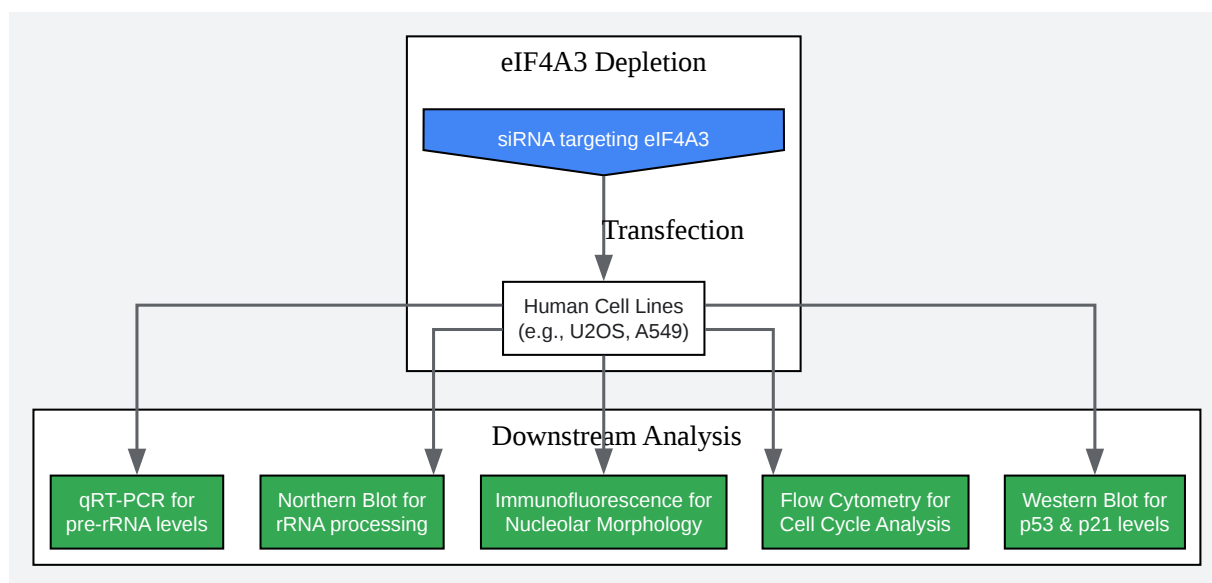 eIF4A3 Depletion
siRNA targeting eIF4A3
Transfection
Human Cell Lines
(e.g., U2OS, A549)
Downstream Analysis
qRT-PCR for
pre-rRNA levels
Northern Blot for
rRNA processing
Immunofluorescence for
Nucleolar Morphology
Flow Cytometry for
Cell Cycle Analysis
Western Blot for
p53 & p21 levels